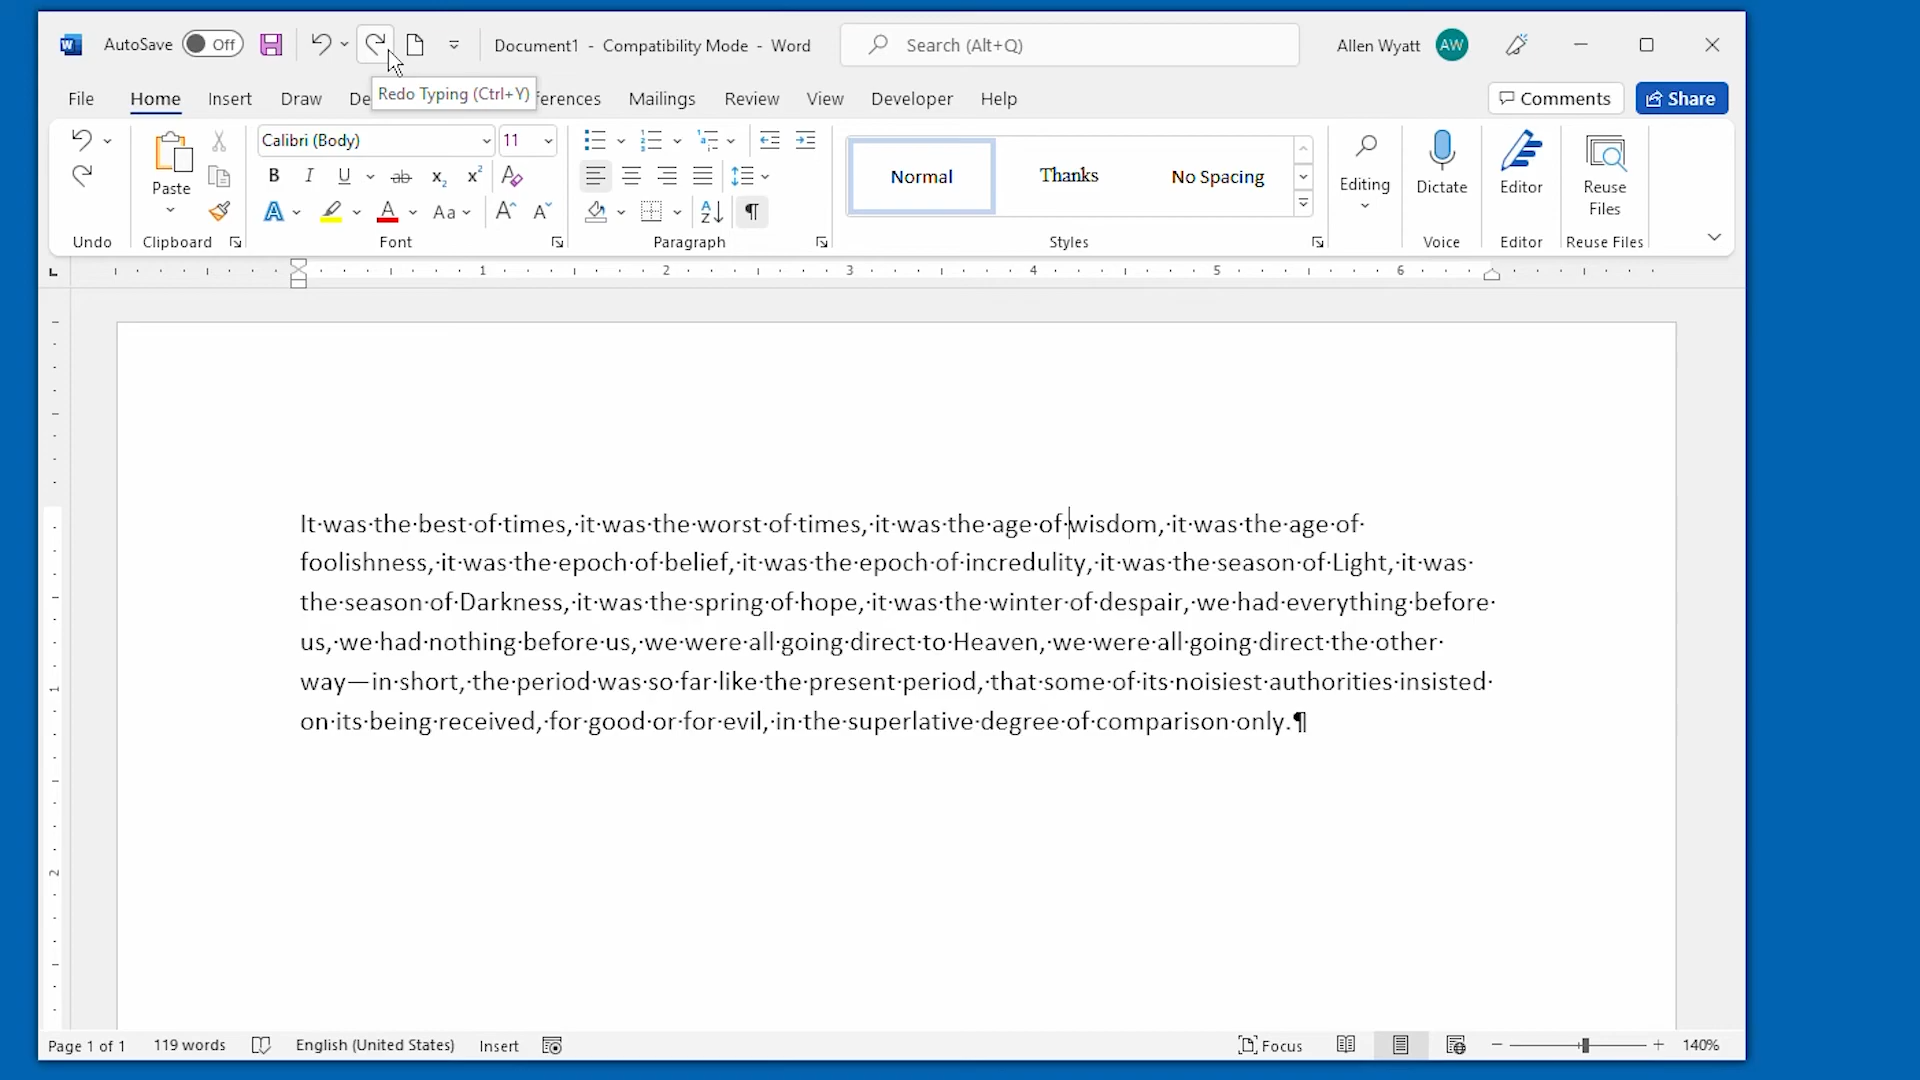 AutoSave Off Document1 - Compatibility Mode - Word Search (Alt+Q) Allen Wyatt AW
Redo Typing (Ctrl+Y)
File Home Insert Draw De ferences Mailings Review View Developer Help Comments Share
Calibri (Body) 11
Paste
Normal Thanks No Spacing
Editing Dictate Editor Reuse Files
Undo Clipboard Font Paragraph Styles Voice Editor Reuse Files
1 2 3 4 5 6
It·was·the·best·of·times,·it·was·the·worst·of·times,·it·was·the·age·of·wisdom,·it·was·the·age·of·
foolishness,·it·was·the·epoch·of·belief,·it·was·the·epoch·of·incredulity,·it·was·the·season·of·Light,·it·was·
the·season·of·Darkness,·it·was·the·spring·of·hope,·it·was·the·winter·of·despair,·we·had·everything·before·
us,·we·had·nothing·before·us,·we·were·all·going·direct·to·Heaven,·we·were·all·going·direct·the·other·
way—in·short,·the·period·was·so·far·like·the·present·period,·that·some·of·its·noisiest·authorities·insisted·
on·its·being·received,·for·good·or·for·evil,·in·the·superlative·degree·of·comparison·only.¶
1
2
Page 1 of 1 119 words English (United States) Insert Focus 140%